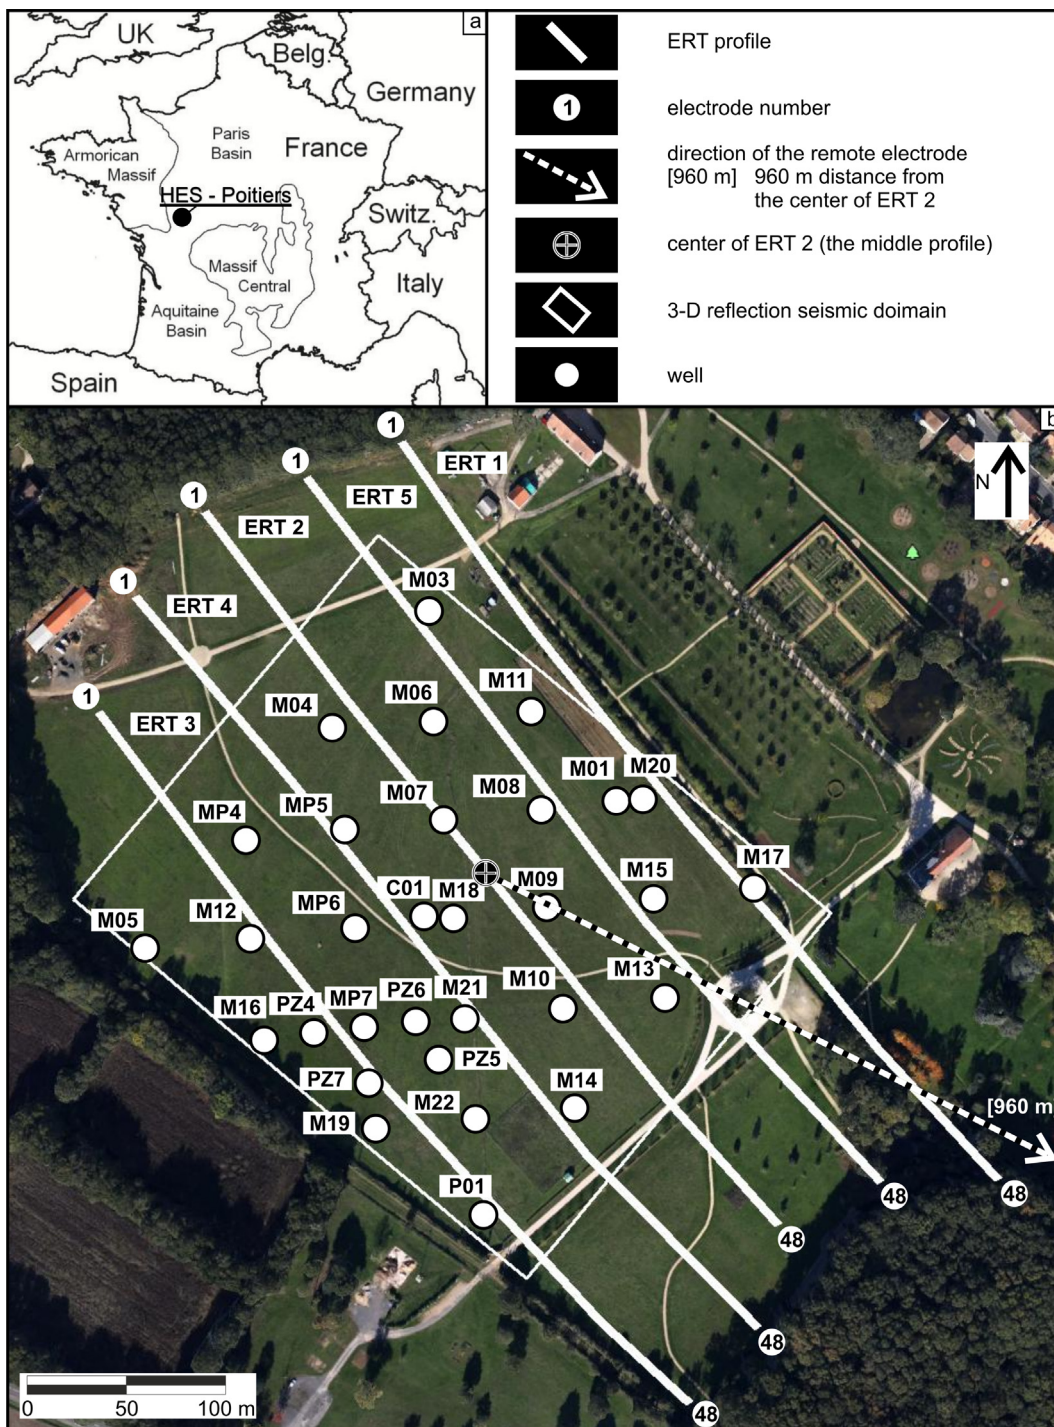 a
UK
Belg.
Germany
Paris
Basin
France
Armorican
Massif
HES - Poitiers
Switz.
Massif
Central
Italy
Aquitaine
Basin
Spain
ERT profile
1
electrode number
direction of the remote electrode
[960 m] 960 m distance from
the center of ERT 2
center of ERT 2 (the middle profile)
3-D reflection seismic doimain
well
b
N
1
ERT 1
1
ERT 5
1
ERT 2
1
ERT 4
1
ERT 3
M03
M11
M04
M06
M01
M20
M08
M07
MP5
MP4
M17
M15
M09
C01
M18
MP6
M12
M05
M13
M10
M21
PZ6
MP7
PZ4
M16
PZ5
PZ7
M14
M22
M19
P01
[960 m
48
48
48
48
48
0
50
100 m